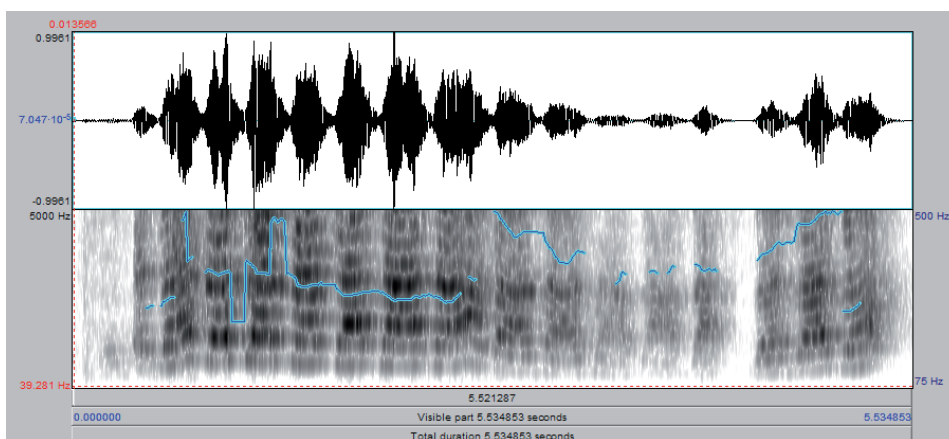 0.013566
0.9961
7.047·10⁻⁵
-0.9961
5000 Hz
500 Hz
39.281 Hz
75 Hz
5.521287
0.000000 Visible part 5.534853 seconds 5.534853
Total duration 5.534853 seconds